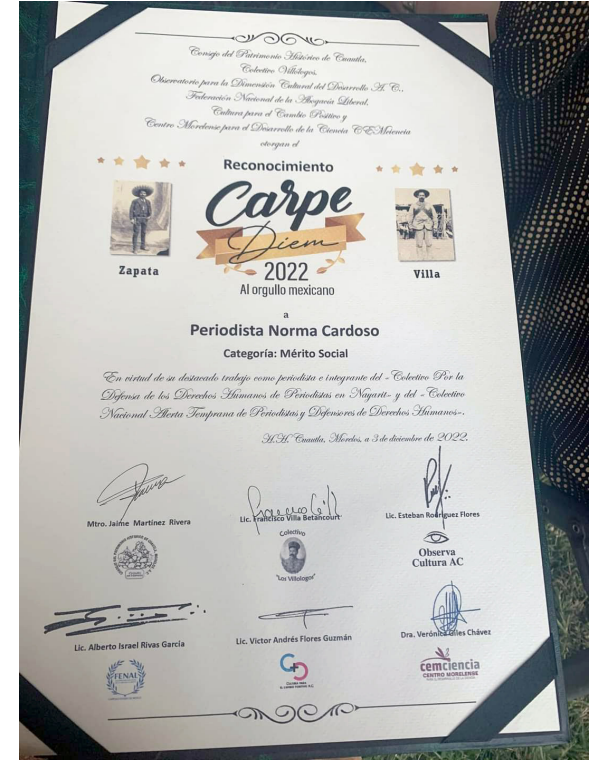 Consejo del Patrimonio Histórico de Cuautla,
Colectivo Villologos,
Observatorio para la Dimensión Cultural del Desarrollo A. C.,
Federación Nacional de la Abogacía Liberal,
Cultura para el Cambio Positivo y
Centro Morelense para el Desarrollo de la Ciencia CEMciencia
otorgan el
Reconocimiento
Carpe
Diem
2022
Al orgullo mexicano
Zapata
Villa
a
Periodista Norma Cardoso
Categoría: Mérito Social
En virtud de su destacado trabajo como periodista e integrante del "Colectivo Por la
Defensa de los Derechos Humanos de Periodistas en Nayarit" y del "Colectivo
Nacional Alerta Temprana de Periodistas y Defensores de Derechos Humanos".
H.H. Cuautla, Morelos, a 3 de diciembre de 2022.
Mtro. Jaime Martínez Rivera
Lic. Francisco Villa Betancourt
Lic. Esteban Rodríguez Flores
Colectivo
"Los Villologos"
Observa
Cultura AC
Lic. Alberto Israel Rivas García
Lic. Víctor Andrés Flores Guzmán
Dra. Verónica Giles Chávez
FENAL
CULTURA PARA
EL CAMBIO POSITIVO A.C.
cemciencia
CENTRO MORELENSE